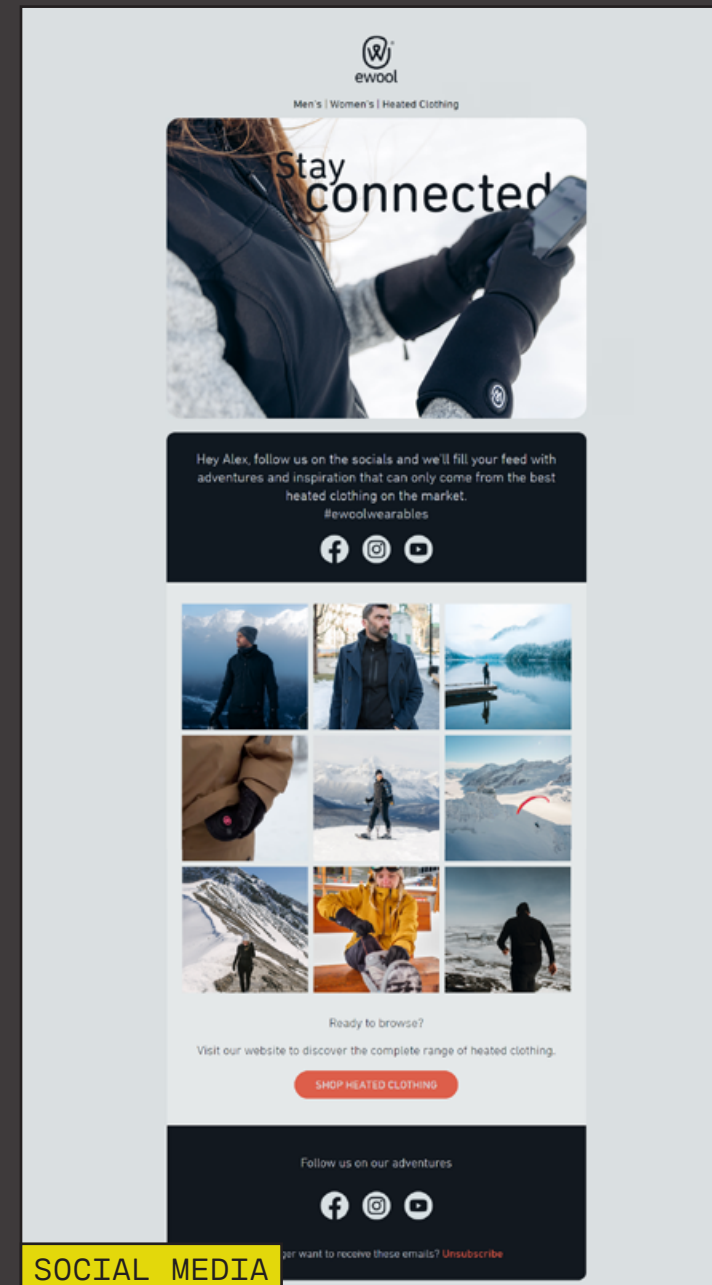 ewool
Men's | Women's | Heated Clothing
Stay
connected
Hey Alex, follow us on the socials and we'll fill your feed with
adventures and inspiration that can only come from the best
heated clothing on the market.
#ewoolwearables
Ready to browse?
Visit our website to discover the complete range of heated clothing.
SHOP HEATED CLOTHING
Follow us on our adventures
want to receive these emails? Unsubscribe
SOCIAL MEDIA